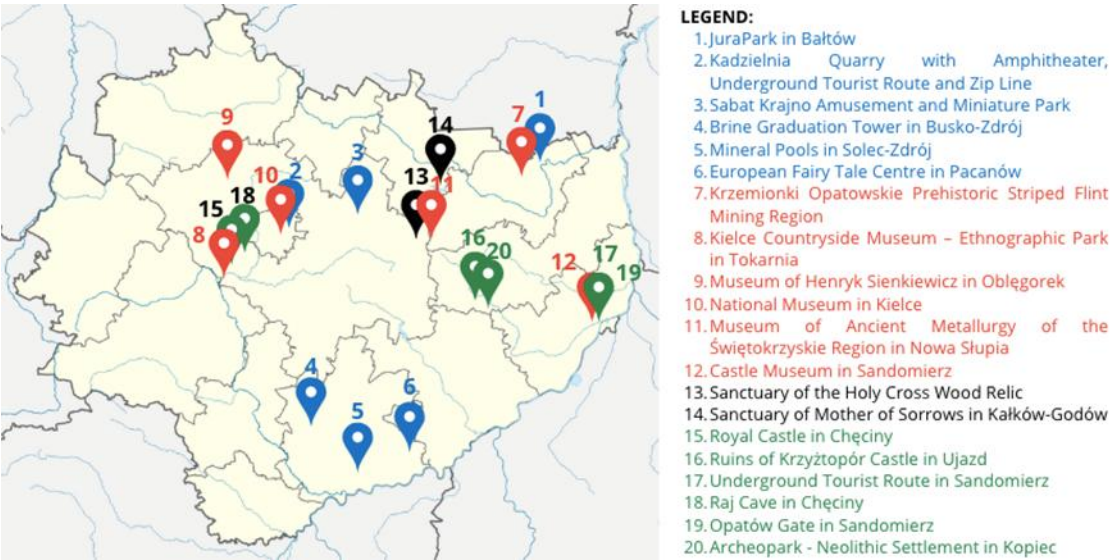 9
10
2
3
14
13
11
7
1
15
18
8
16
20
12
17
19
4
5
6
LEGEND:
1. JuraPark in Bałtów
2. Kadzielnia Quarry with Amphitheater,
Underground Tourist Route and Zip Line
3. Sabat Krajno Amusement and Miniature Park
4. Brine Graduation Tower in Busko-Zdrój
5. Mineral Pools in Solec-Zdrój
6. European Fairy Tale Centre in Pacanów
7. Krzemionki Opatowskie Prehistoric Striped Flint
Mining Region
8. Kielce Countryside Museum – Ethnographic Park
in Tokarnia
9. Museum of Henryk Sienkiewicz in Oblęgorek
10. National Museum in Kielce
11. Museum of Ancient Metallurgy of the
Świętokrzyskie Region in Nowa Słupia
12. Castle Museum in Sandomierz
13. Sanctuary of the Holy Cross Wood Relic
14. Sanctuary of Mother of Sorrows in Kałków-Godów
15. Royal Castle in Chęciny
16. Ruins of Krzyżtopór Castle in Ujazd
17. Underground Tourist Route in Sandomierz
18. Raj Cave in Chęciny
19. Opatów Gate in Sandomierz
20. Archeopark - Neolithic Settlement in Kopiec